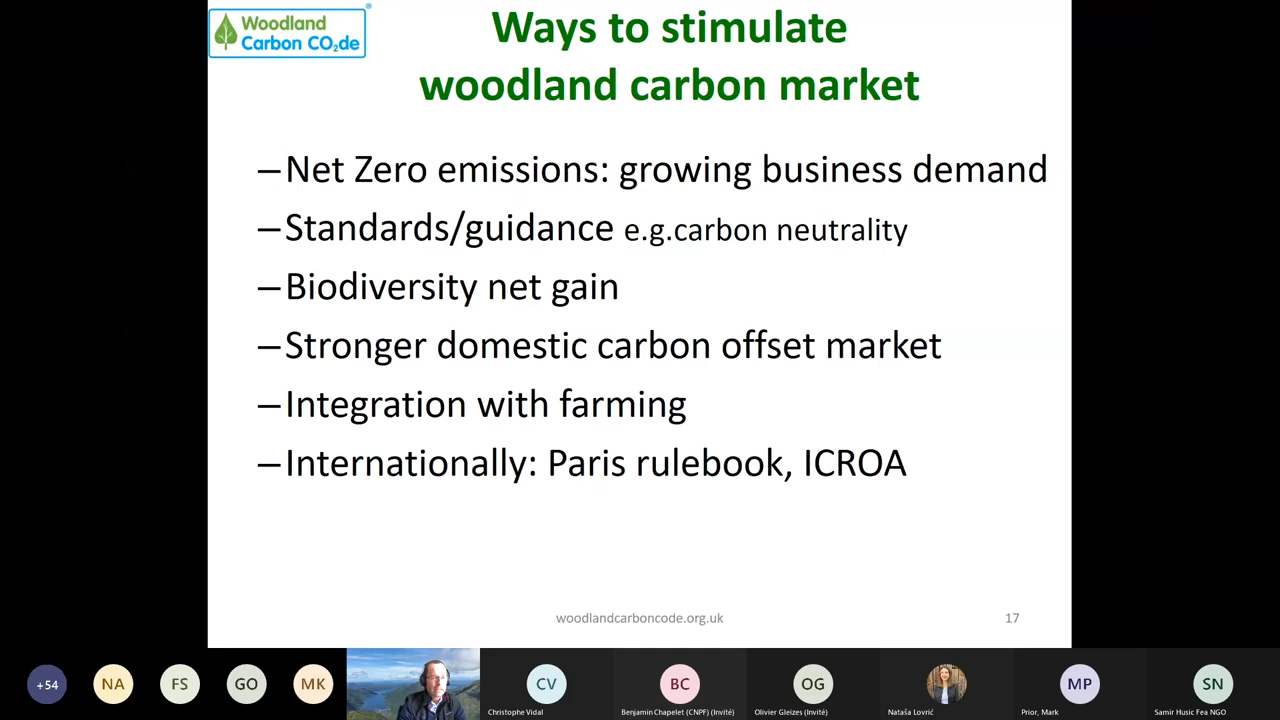 Woodland
Carbon CO₂de
®
Ways to stimulate
woodland carbon market
–Net Zero emissions: growing business demand
–Standards/guidance e.g.carbon neutrality
–Biodiversity net gain
–Stronger domestic carbon offset market
–Integration with farming
–Internationally: Paris rulebook, ICROA
woodlandcarboncode.org.uk
17
+54
NA
FS
GO
MK
CV
BC
OG
MP
SN
Christophe Vidal
Benjamin Chapelet (CNPF) (Invité)
Olivier Gleizes (Invité)
Nataša Lovrić
Prior, Mark
Samir Husic Fea NGO